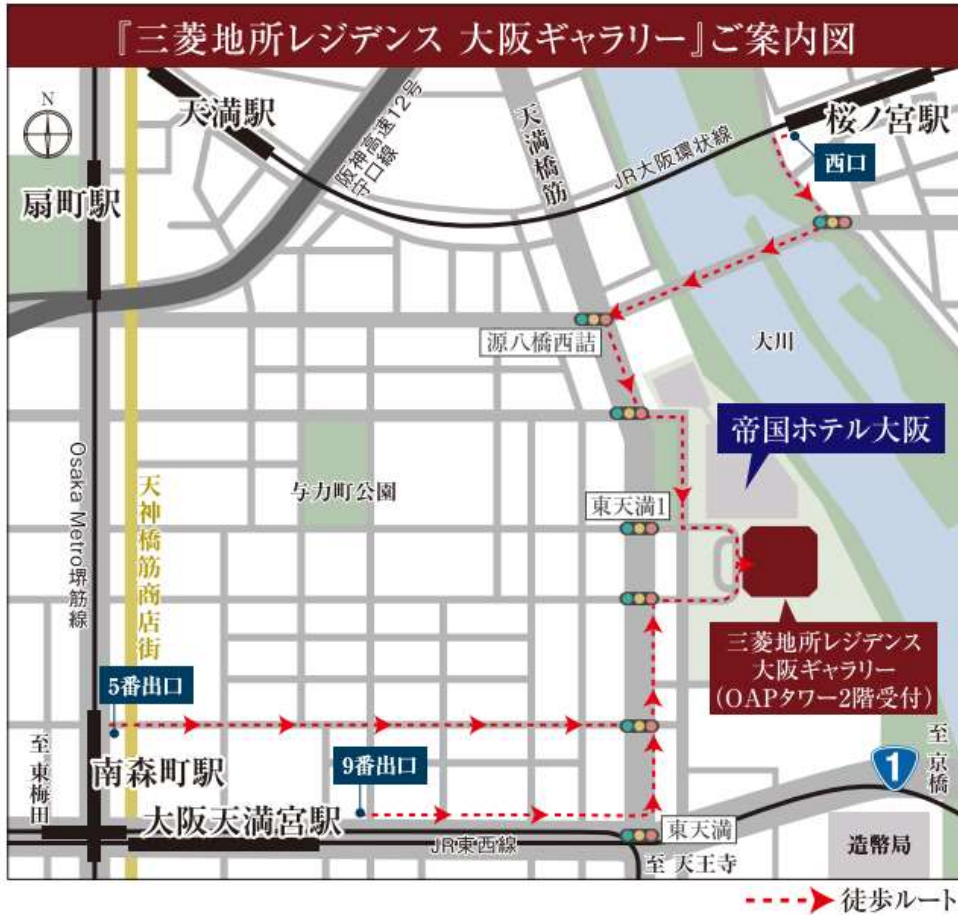 『三菱地所レジデンス 大阪ギャラリー』ご案内図
N
天満駅
阪神高速12号
守口線
天満橋筋
JR大阪環状線
桜ノ宮駅
西口
扇町駅
源八橋西詰
大川
帝国ホテル大阪
Osaka Metro堺筋線
天神橋筋商店街
与力町公園
東天満1
三菱地所レジデンス
大阪ギャラリー
(OAPタワー2階受付)
5番出口
南森町駅
9番出口
至 東梅田
大阪天満宮駅
JR東西線
東天満
至 天王寺
1
至 京橋
造幣局
徒歩ルート